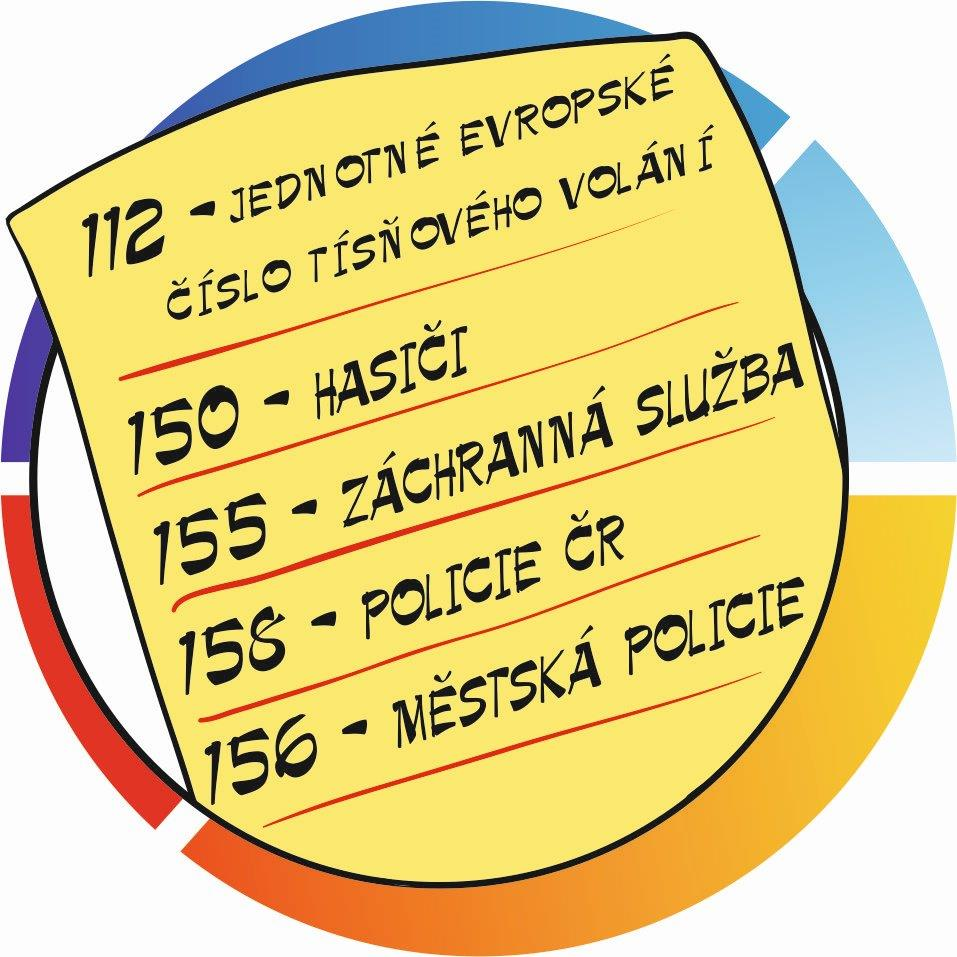 112 - JEDNOTNÉ EVROPSKÉ
ČÍSLO TÍSŇOVÉHO VOLÁNÍ
150 - HASIČI
155 - ZÁCHRANNÁ SLUŽBA
158 - POLICIE ČR
156 - MĚSTSKÁ POLICIE